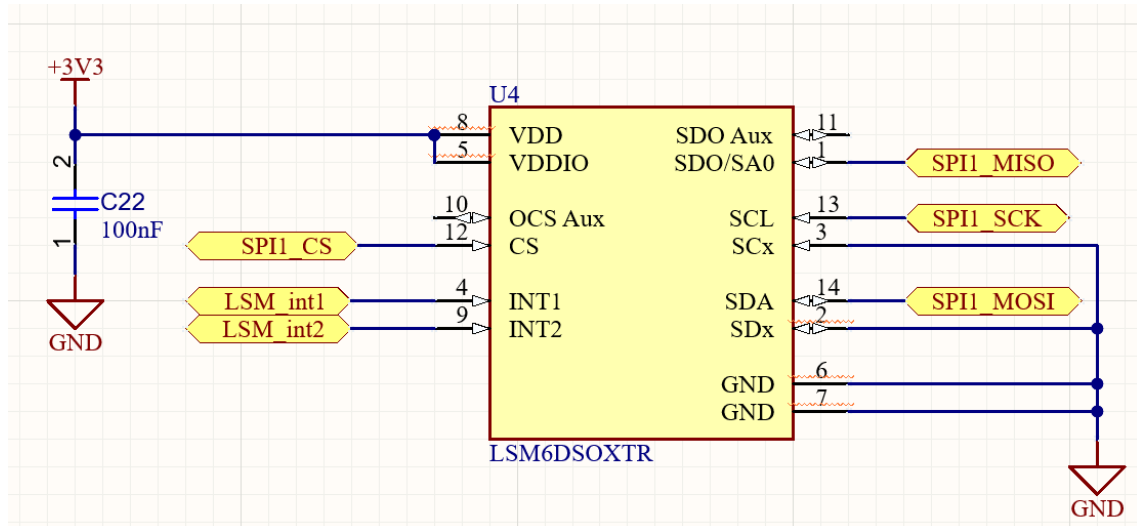 +3V3
U4
8 VDD SDO Aux 11
5 VDDIO SDO/SA0 1 SPI1_MISO
2
C22
100nF
1
10 OCS Aux SCL 13 SPI1_SCK
SPI1_CS 12 CS SCx 3
LSM_int1 4 INT1 SDA 14 SPI1_MOSI
LSM_int2 9 INT2 SDx 2
GND
GND 6
GND 7
LSM6DSOXTR
GND